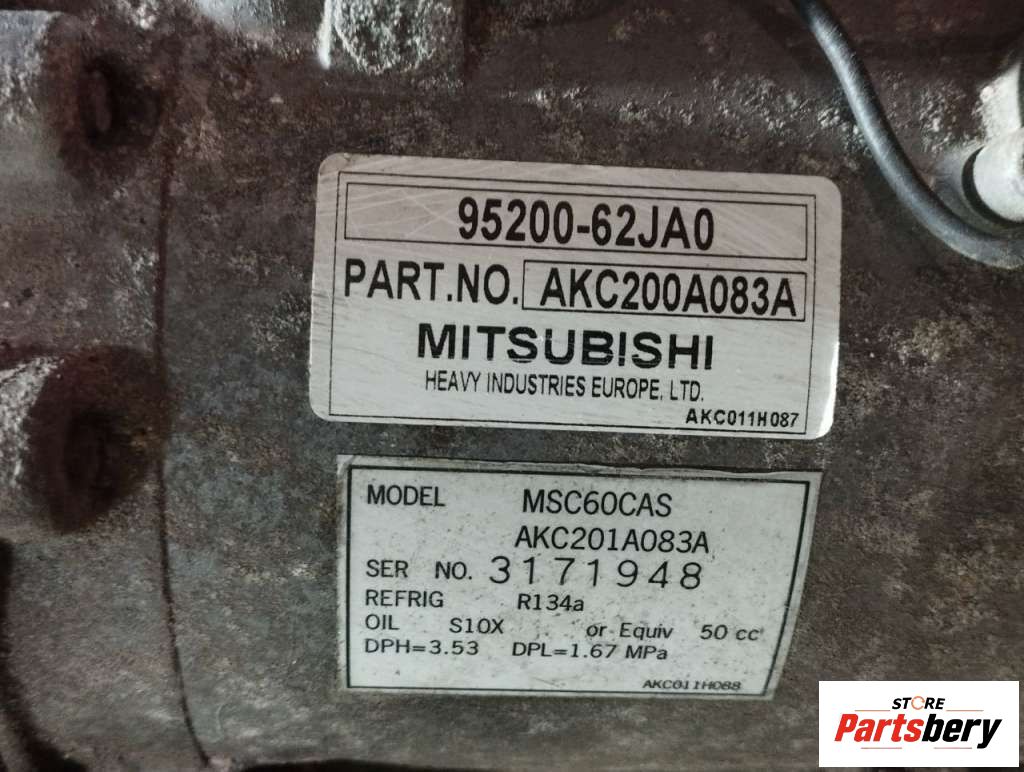 95200-62JA0
PART.NO. AKC200A083A
MITSUBISHI
HEAVY INDUSTRIES EUROPE, LTD.
AKC011H087
MODEL MSC60CAS
AKC201A083A
SER NO. 3171948
REFRIG R134a
OIL S10X or Equiv 50 cc
DPH=3.53 DPL=1.67 MPa
AKC011H088
STORE
Partsbery